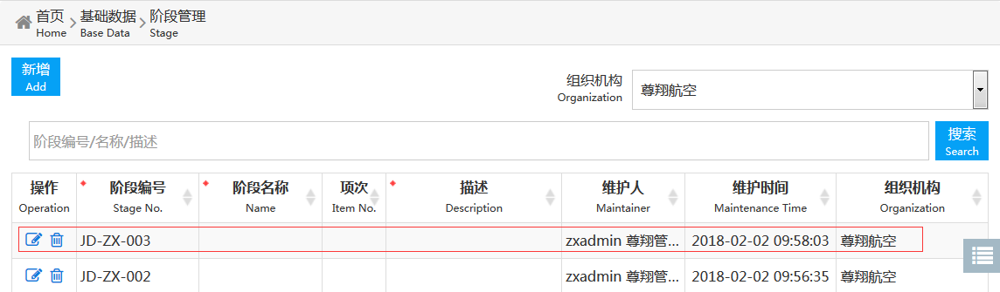 首页 基础数据 阶段管理
Home Base Data Stage
新增
Add
组织机构
Organization
尊翔航空
阶段编号/名称/描述
搜索
Search
操作 * 阶段编号 * 阶段名称 项次 * 描述 维护人 维护时间 组织机构
Operation Stage No. Name Item No. Description Maintainer Maintenance Time Organization
JD-ZX-003 zxadmin 尊翔管... 2018-02-02 09:58:03 尊翔航空
JD-ZX-002 zxadmin 尊翔管... 2018-02-02 09:56:35 尊翔航空